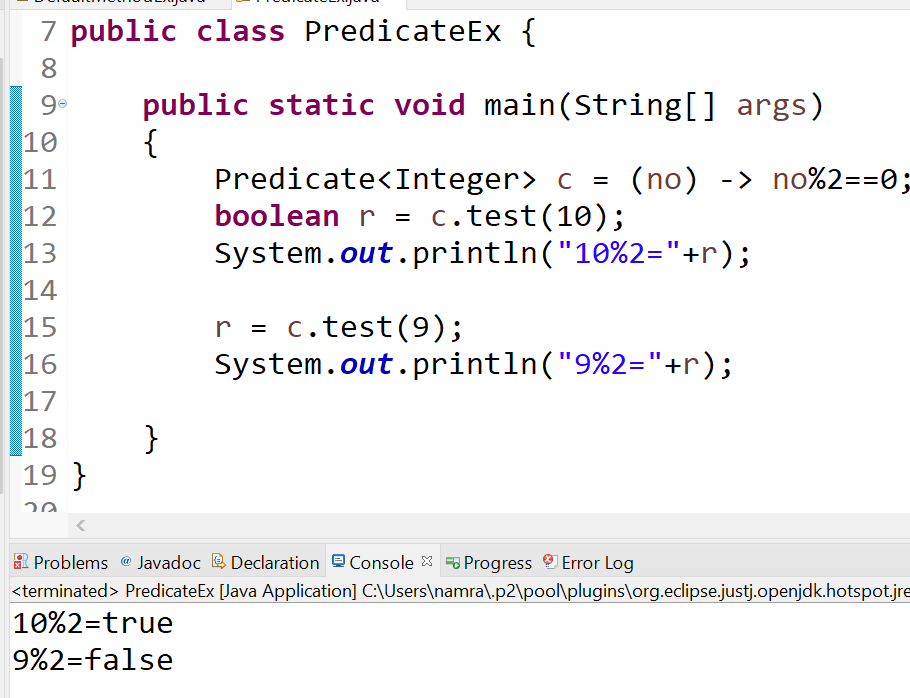 7 public class PredicateEx {
8
9 public static void main(String[] args)
10 {
11 Predicate<Integer> c = (no) -> no%2==0;
12 boolean r = c.test(10);
13 System.out.println("10%2="+r);
14
15 r = c.test(9);
16 System.out.println("9%2="+r);
17
18 }
19 }
20
Problems @ Javadoc Declaration Console Progress Error Log
<terminated> PredicateEx [Java Application] C:\Users\namra\.p2\pool\plugins\org.eclipse.justj.openjdk.hotspot.jre
10%2=true
9%2=false